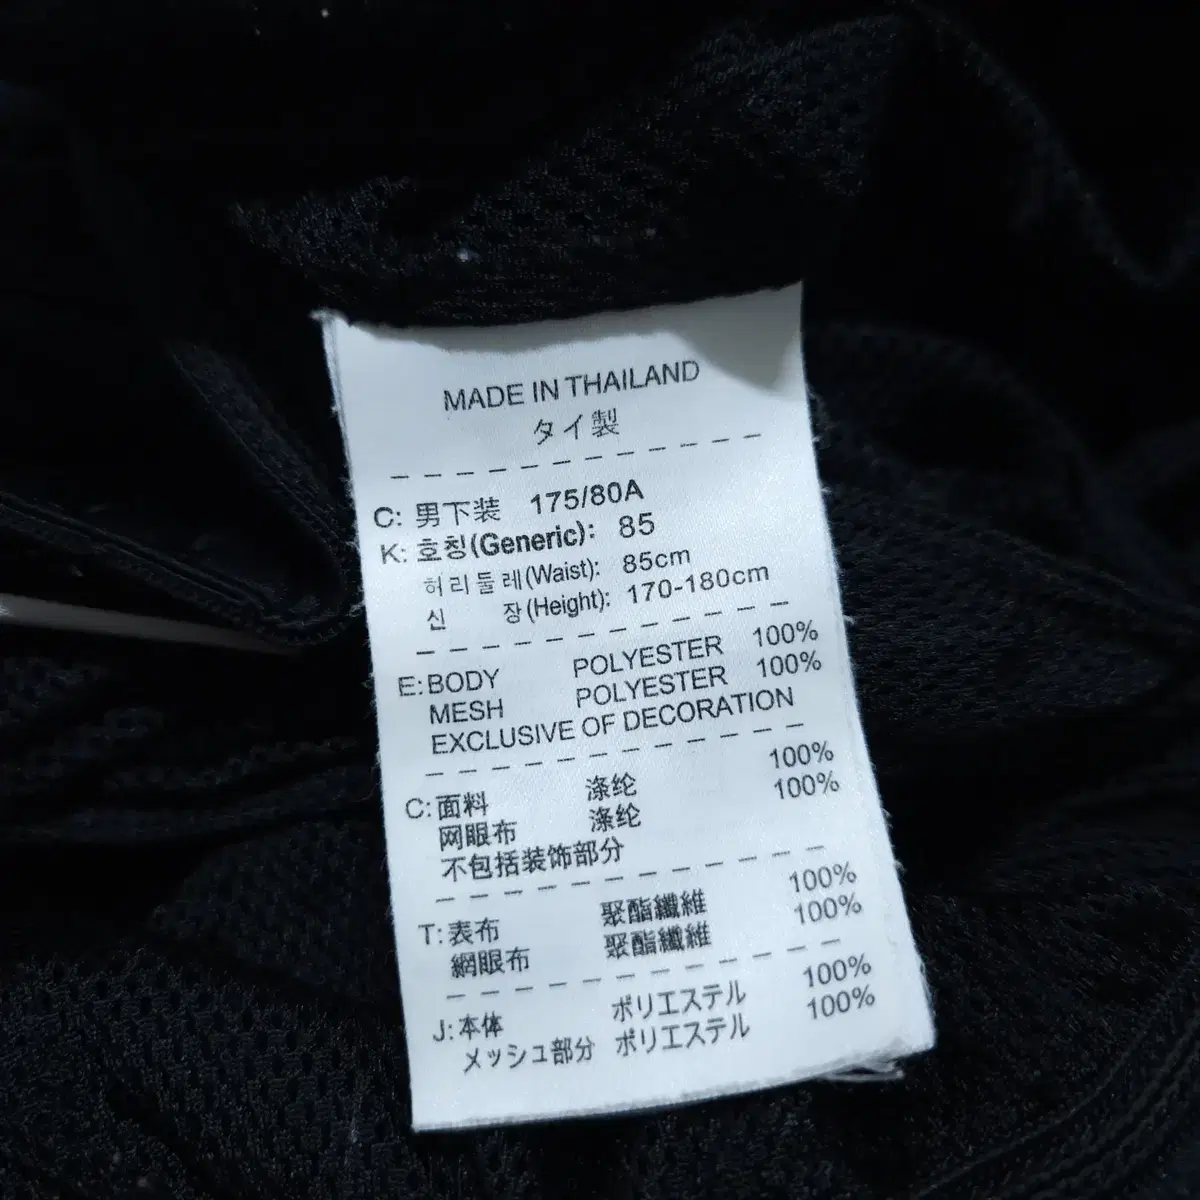 MADE IN THAILAND
タイ製
C: 男下装 175/80A
K: 호칭(Generic): 85
허리둘레(Waist): 85cm
신 장(Height): 170-180cm
E: BODY POLYESTER 100%
MESH POLYESTER 100%
EXCLUSIVE OF DECORATION
C: 面料 涤纶 100%
网眼布 涤纶 100%
不包括装饰部分
T: 表布 聚酯纖維 100%
網眼布 聚酯纖維 100%
J: 本体 ポリエステル 100%
メッシュ部分 ポリエステル 100%